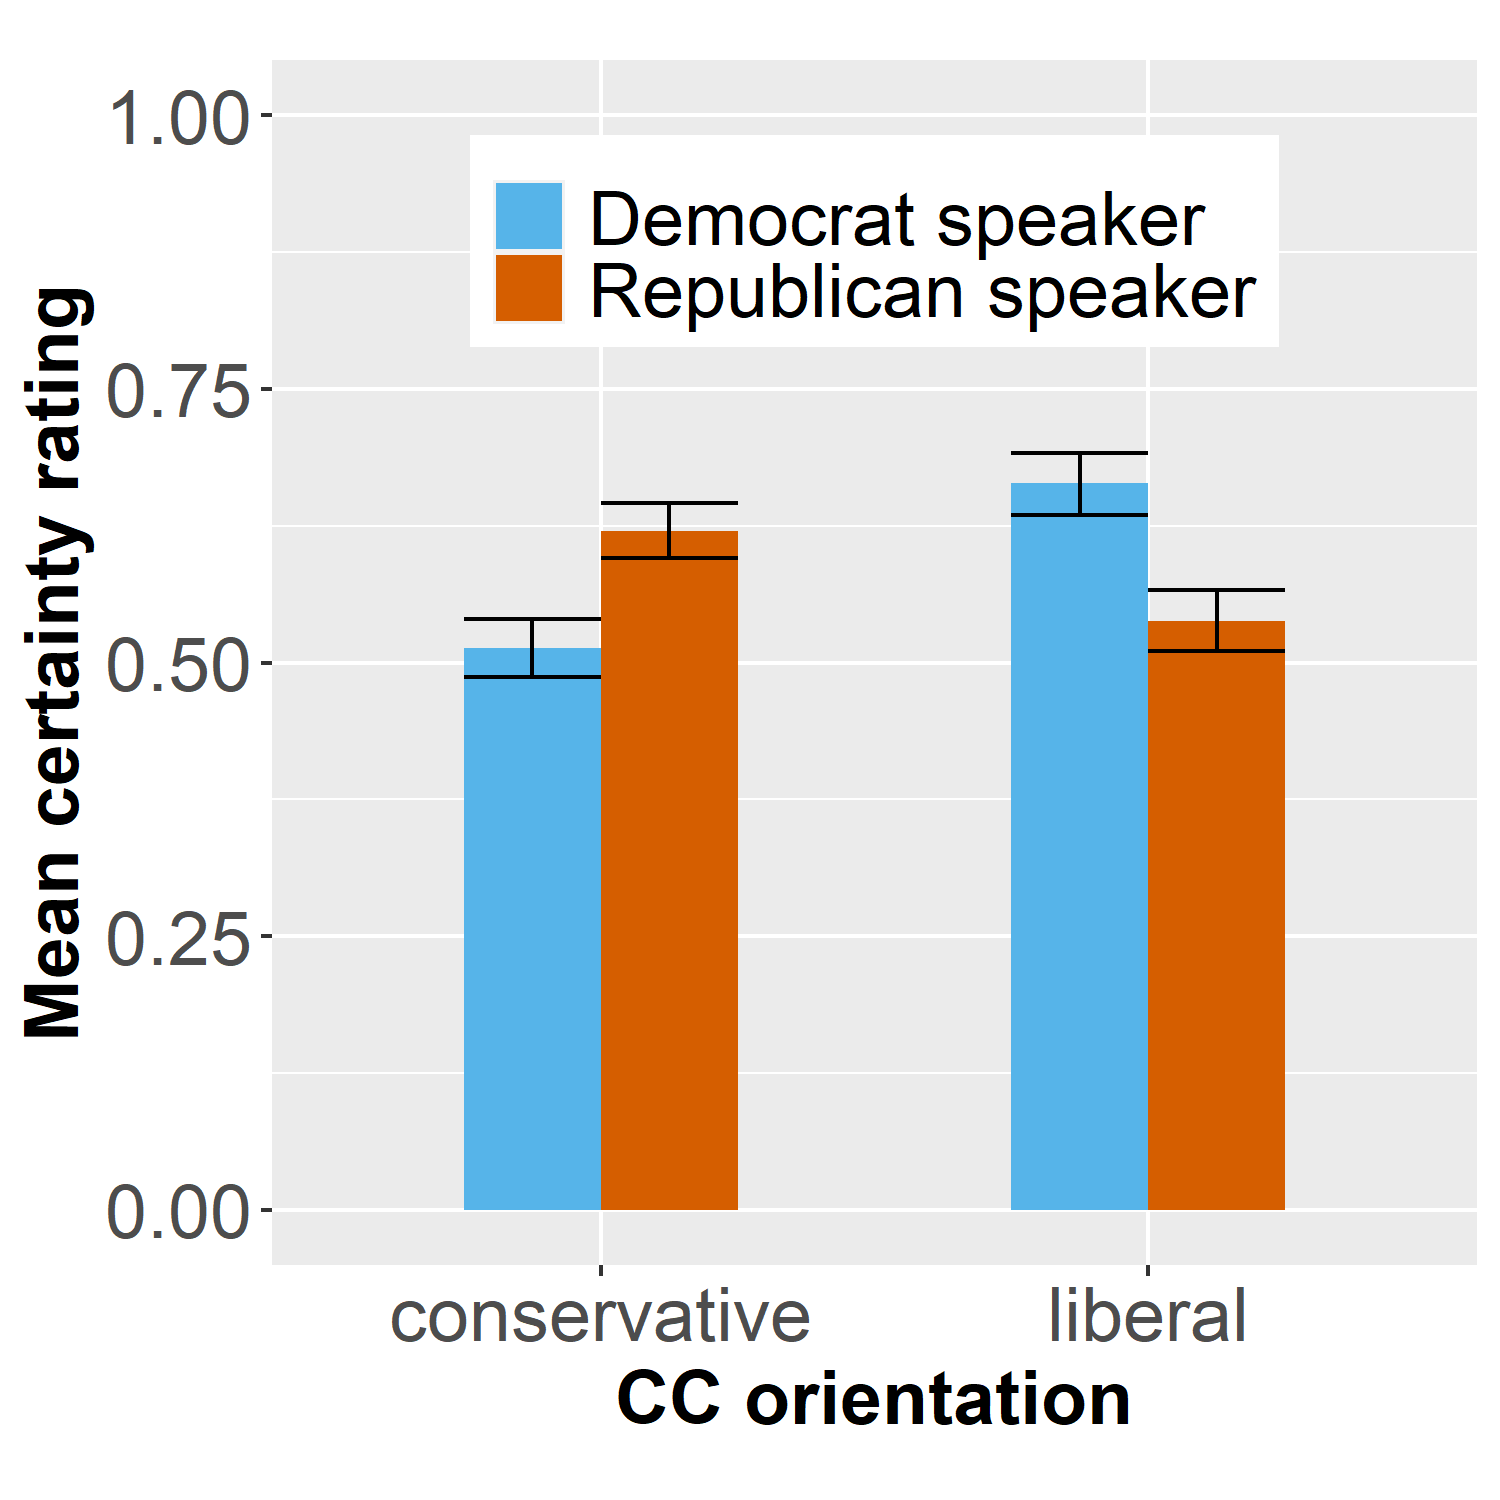 1.00
0.75
0.50
0.25
0.00
Mean certainty rating
Democrat speaker
Republican speaker
conservative
liberal
CC orientation